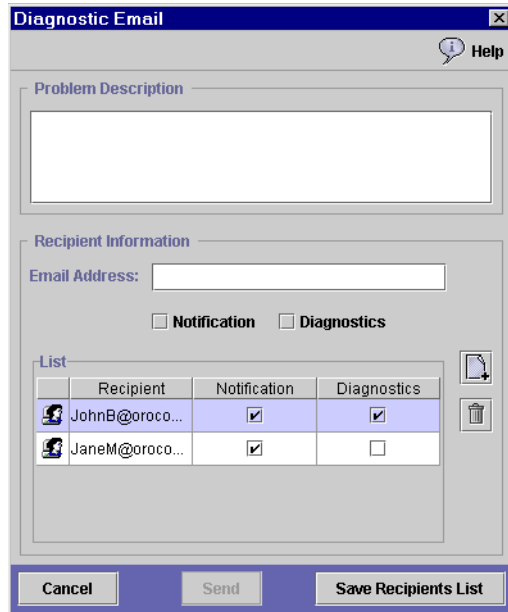 Diagnostic Email
Help
Problem Description
Recipient Information
Email Address:
Notification Diagnostics
List
Recipient Notification Diagnostics
JohnB@oroco...
JaneM@oroco...
Cancel Send Save Recipients List